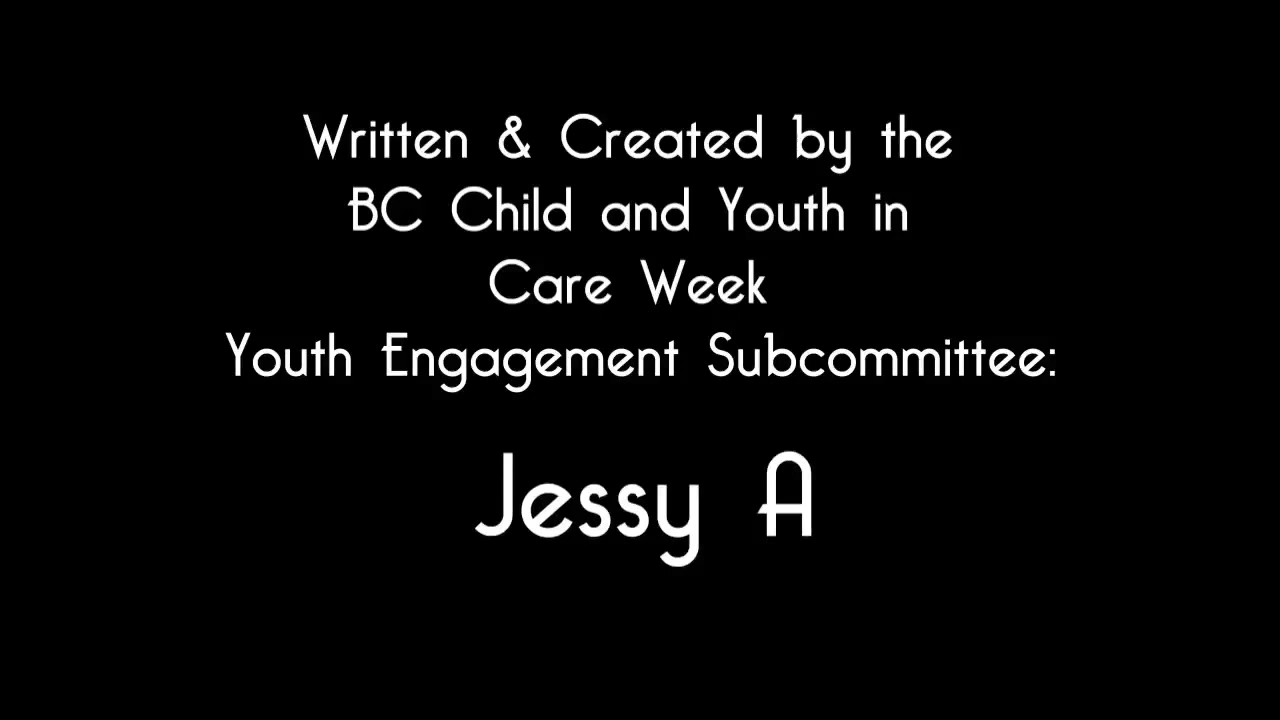 Written & Created by the
BC Child and Youth in
Care Week
Youth Engagement Subcommittee:
Jessy A